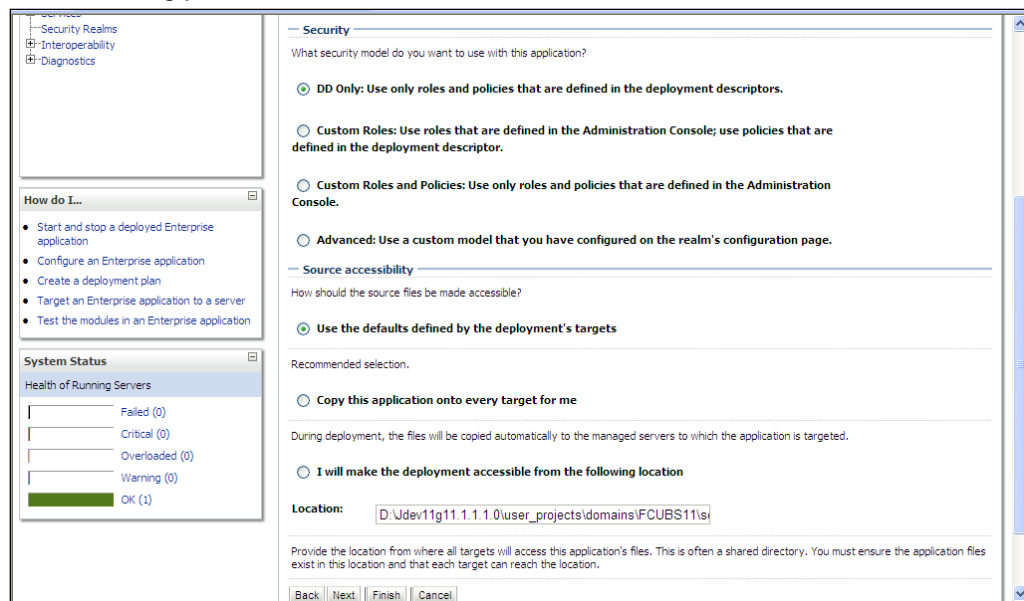 Services
Security Realms
Interoperability
Diagnostics
How do I...
Start and stop a deployed Enterprise
application
Configure an Enterprise application
Create a deployment plan
Target an Enterprise application to a server
Test the modules in an Enterprise application
System Status
Health of Running Servers
Failed (0)
Critical (0)
Overloaded (0)
Warning (0)
OK (1)
Security
What security model do you want to use with this application?
DD Only: Use only roles and policies that are defined in the deployment descriptors.
Custom Roles: Use roles that are defined in the Administration Console; use policies that are
defined in the deployment descriptor.
Custom Roles and Policies: Use only roles and policies that are defined in the Administration
Console.
Advanced: Use a custom model that you have configured on the realm's configuration page.
Source accessibility
How should the source files be made accessible?
Use the defaults defined by the deployment's targets
Recommended selection.
Copy this application onto every target for me
During deployment, the files will be copied automatically to the managed servers to which the application is targeted.
I will make the deployment accessible from the following location
Location: D:\Jdev11g11.1.1.1.0\user_projects\domains\FCUBS11\se
Provide the location from where all targets will access this application's files. This is often a shared directory. You must ensure the application files
exist in this location and that each target can reach the location.
Back Next Finish Cancel